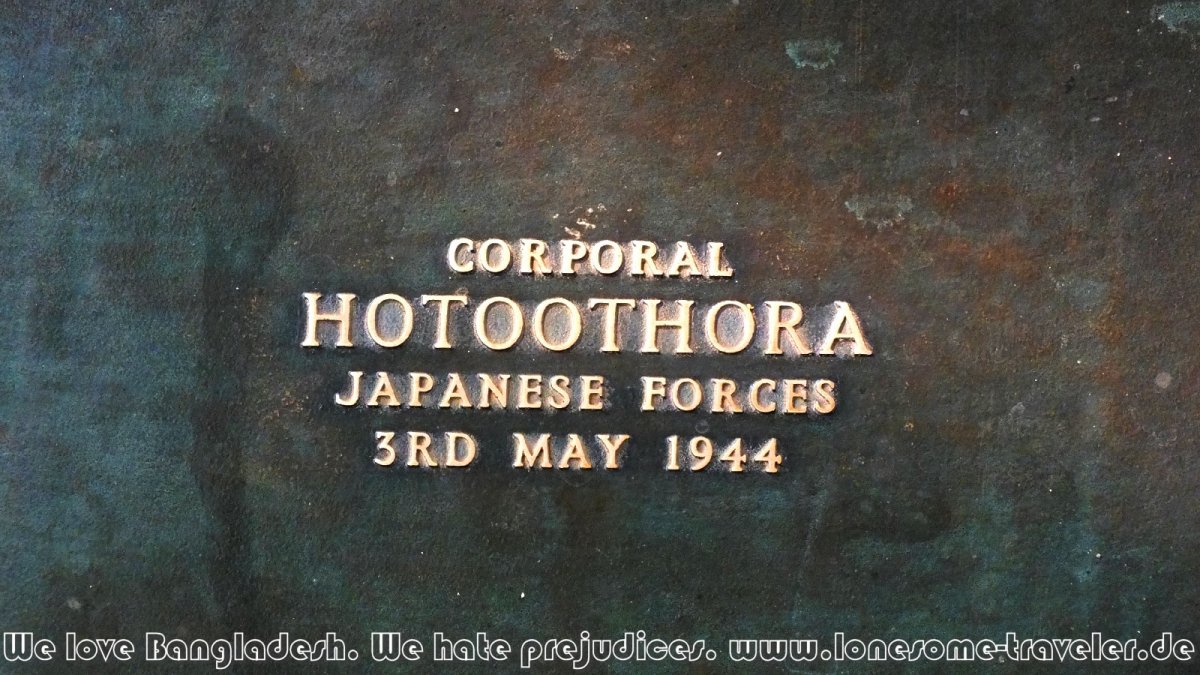 CORPORAL
HOTOOTHORA
JAPANESE FORCES
3RD MAY 1944
We love Bangladesh. We hate prejudices. www.lonesome-traveler.de